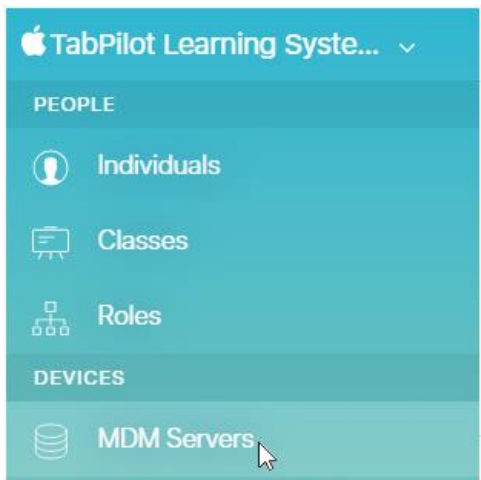 TabPilot Learning Syste...
PEOPLE
Individuals
Classes
Roles
DEVICES
MDM Servers